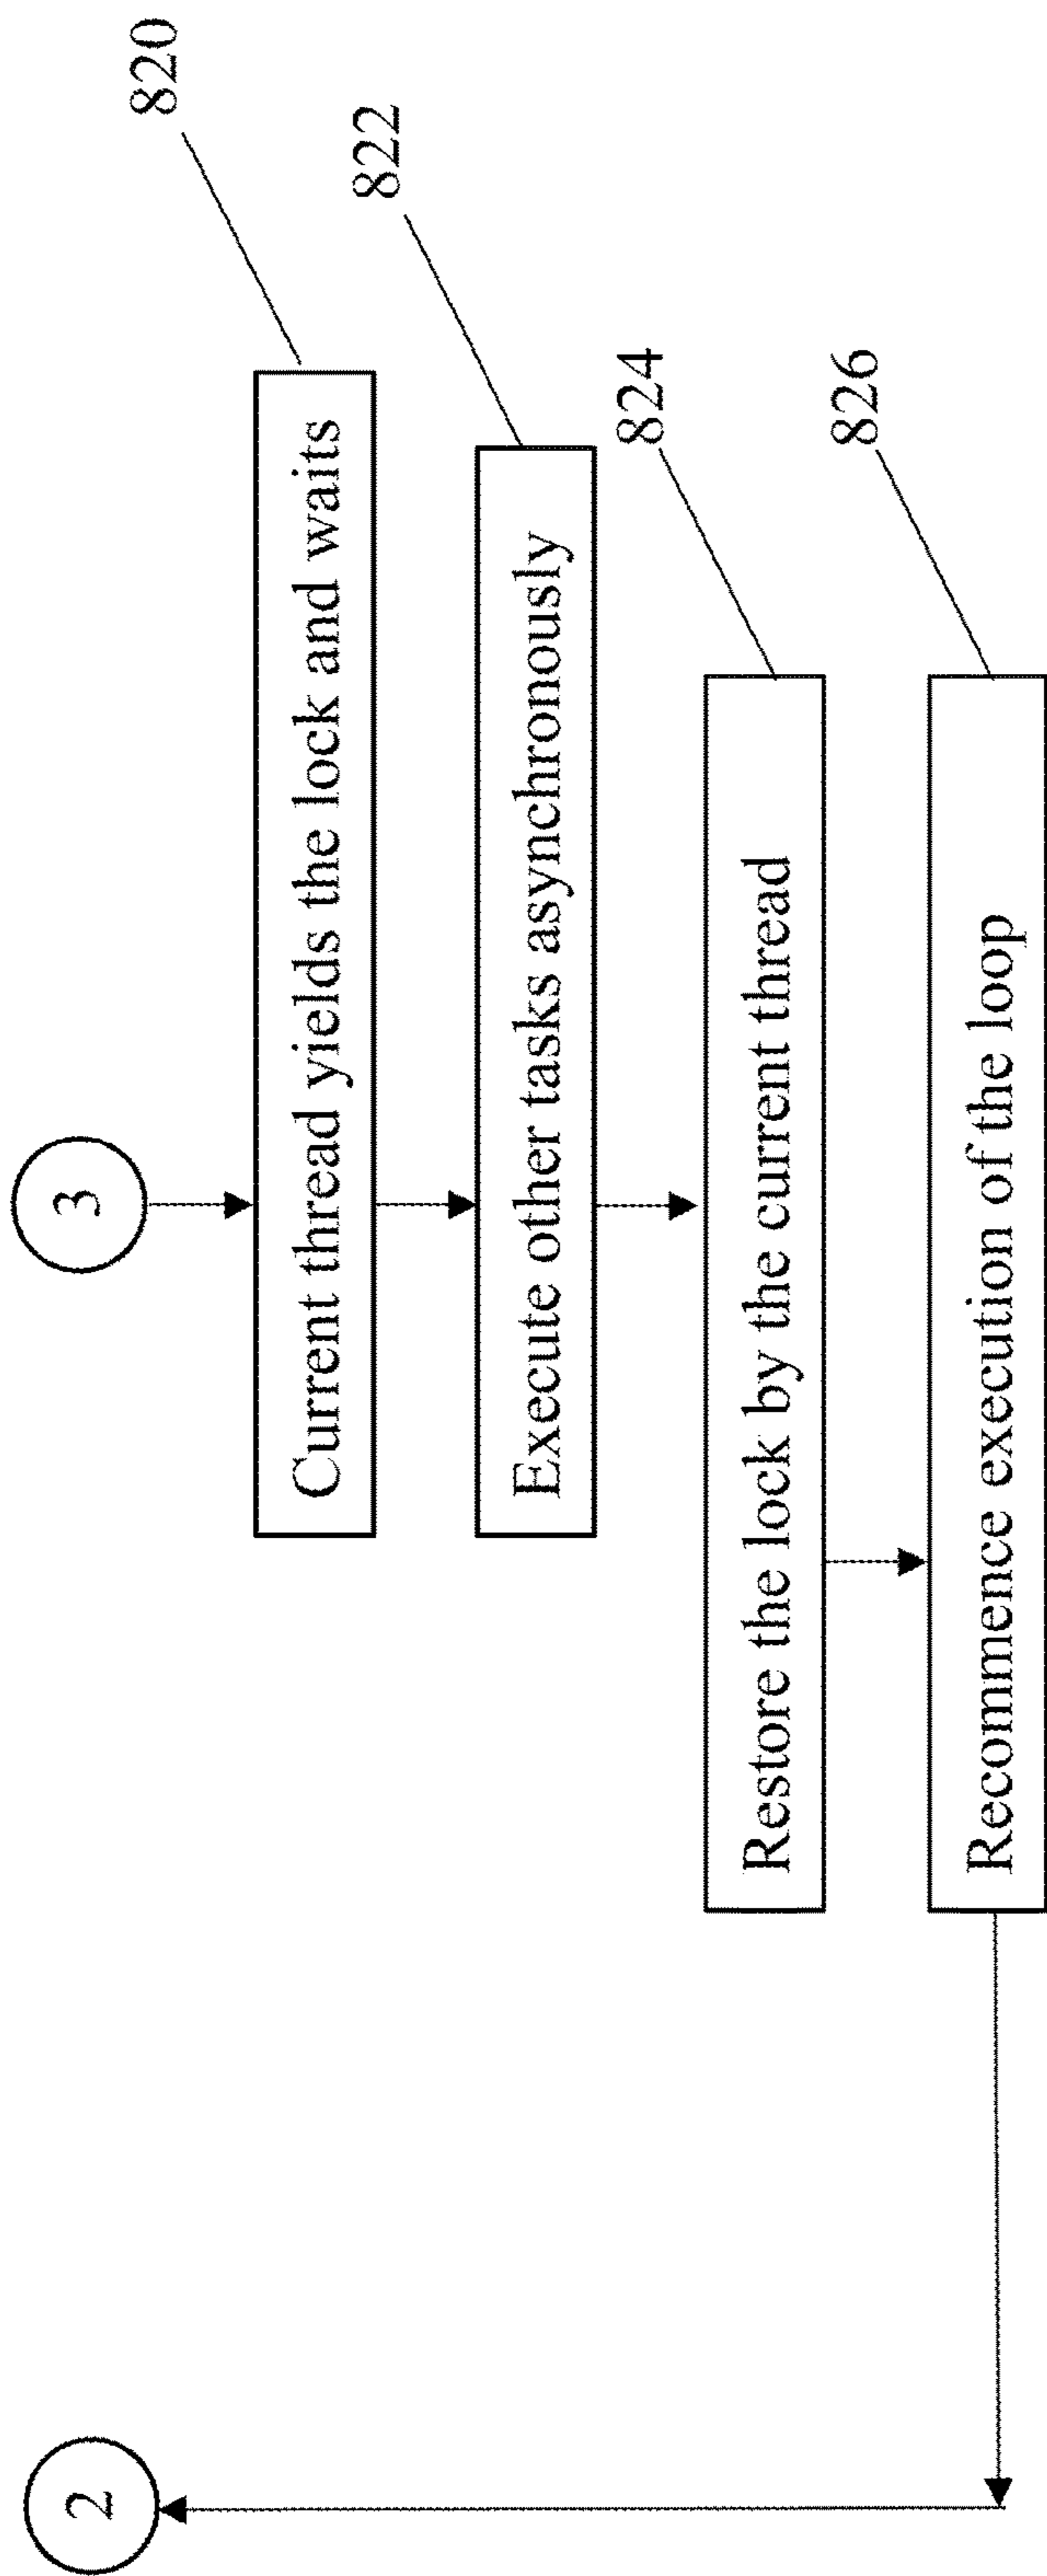 3
820
Current thread yields the lock and waits
822
Execute other tasks asynchronously
824
Restore the lock by the current thread
826
Recommence execution of the loop
2